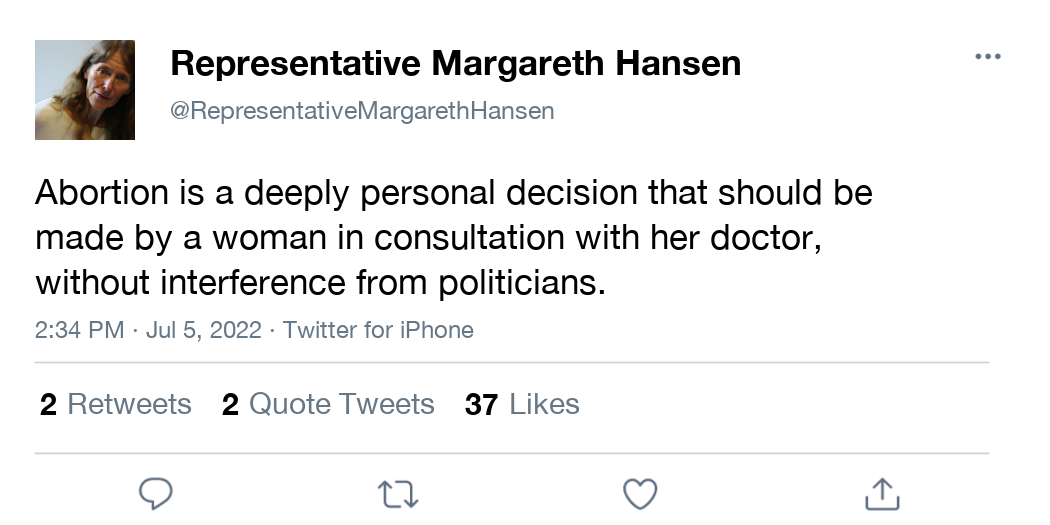 Representative Margareth Hansen
@RepresentativeMargarethHansen
Abortion is a deeply personal decision that should be
made by a woman in consultation with her doctor,
without interference from politicians.
2:34 PM · Jul 5, 2022 · Twitter for iPhone
2 Retweets 2 Quote Tweets 37 Likes